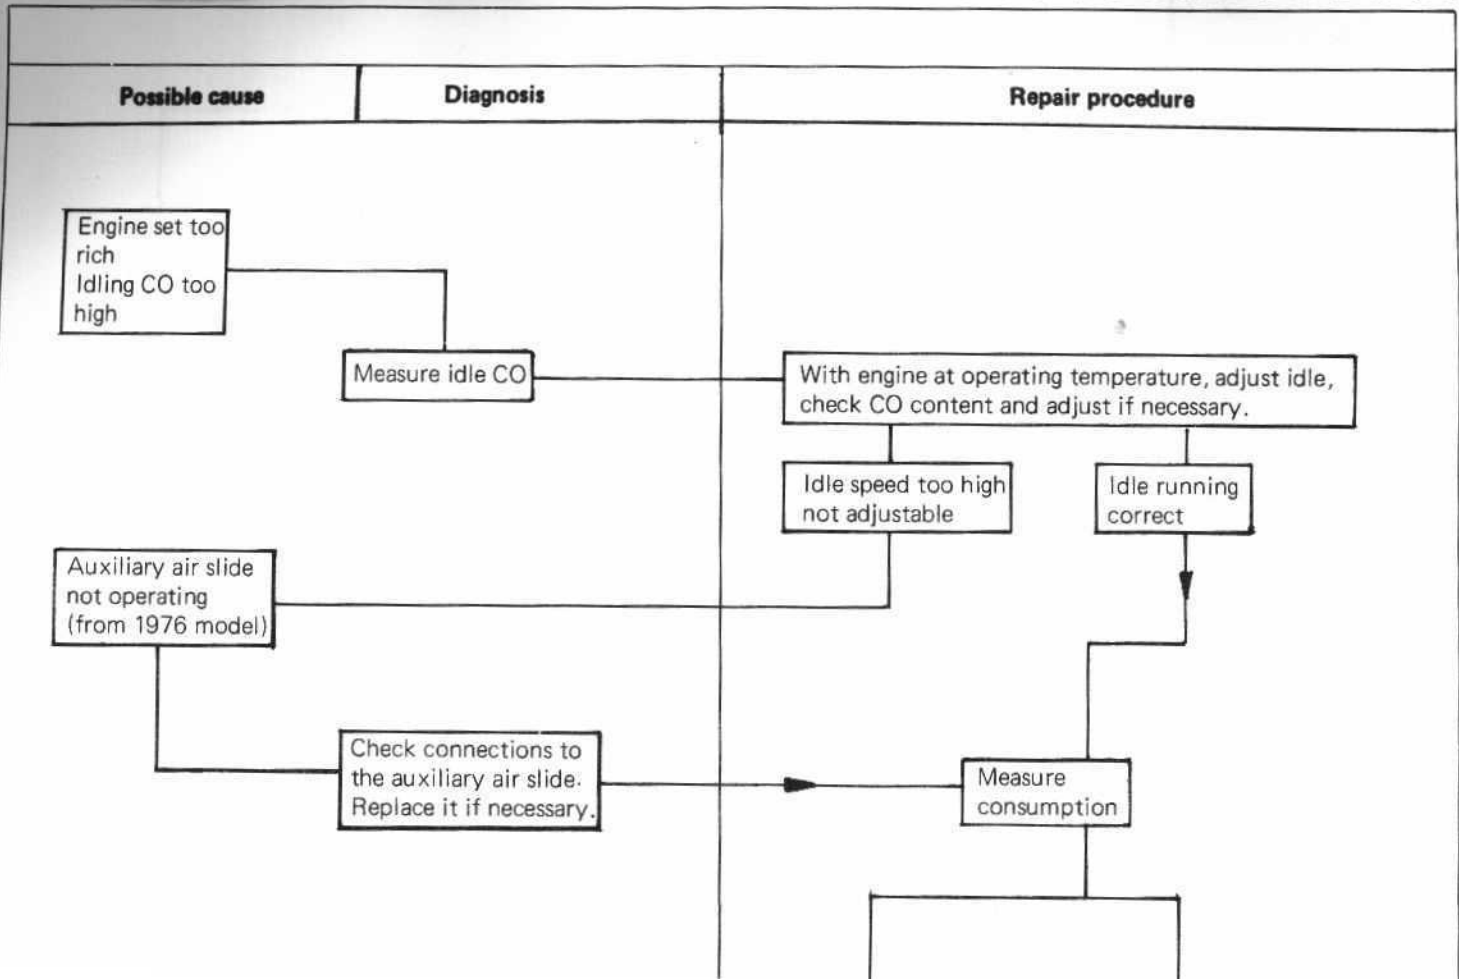 Possible cause
Diagnosis
Repair procedure
Engine set too
rich
Idling CO too
high
Measure idle CO
With engine at operating temperature, adjust idle,
check CO content and adjust if necessary.
Idle speed too high
not adjustable
Idle running
correct
Auxiliary air slide
not operating
(from 1976 model)
Check connections to
the auxiliary air slide.
Replace it if necessary.
Measure
consumption